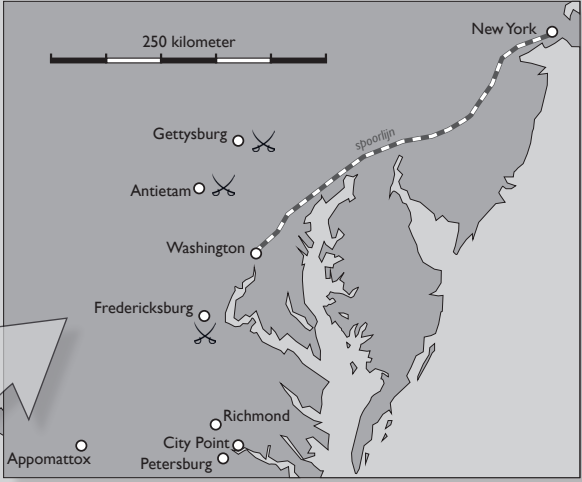 New York
250 kilometer
Gettysburg
spoorlijn
Antietam
Washington
Fredericksburg
Richmond
City Point
Appomattox
Petersburg